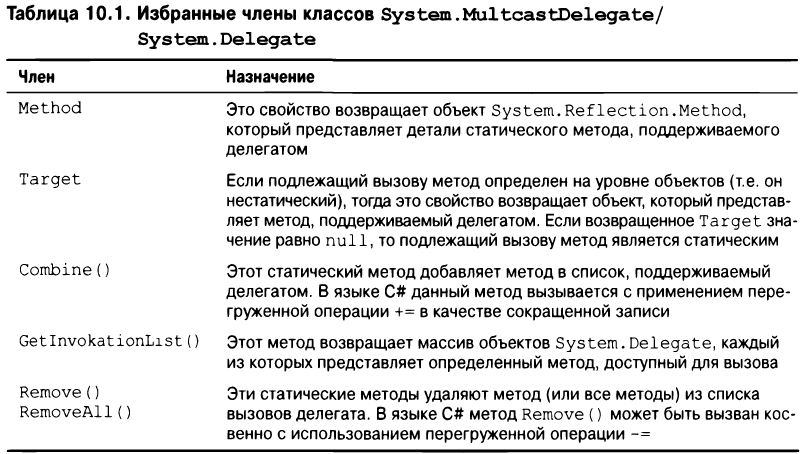 Таблица 10.1. Избранные члены классов System.MultcastDelegate/
System.Delegate
Член Назначение
Method Это свойство возвращает объект System.Reflection.Method,
который представляет детали статического метода, поддерживаемого
делегатом
Target Если подлежащий вызову метод определен на уровне объектов (т.е. он
нестатический), тогда это свойство возвращает объект, который представ-
ляет метод, поддерживаемый делегатом. Если возвращенное Target зна-
чение равно null, то подлежащий вызову метод является статическим
Combine() Этот статический метод добавляет метод в список, поддерживаемый
делегатом. В языке C# данный метод вызывается с применением пере-
груженной операции += в качестве сокращенной записи
GetInvokationList() Этот метод возвращает массив объектов System.Delegate, каждый
из которых представляет определенный метод, доступный для вызова
Remove() Эти статические методы удаляют метод (или все методы) из списка
RemoveAll() вызовов делегата. В языке C# метод Remove() может быть вызван кос-
венно с использованием перегруженной операции -=